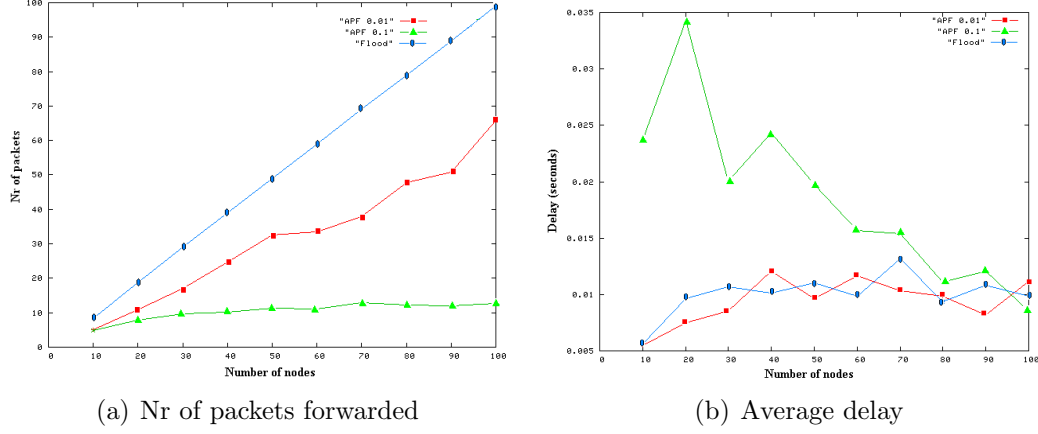 100
90
80
70
60
50
40
30
20
10
0
Nr of packets
"APF 0.01"
"APF 0.1"
"Flood"
0 10 20 30 40 50 60 70 80 90 100
Number of nodes
(a) Nr of packets forwarded
0.035
0.03
0.025
0.02
0.015
0.01
0.005
Delay (seconds)
"APF 0.01"
"APF 0.1"
"Flood"
0 10 20 30 40 50 60 70 80 90 100
Number of nodes
(b) Average delay